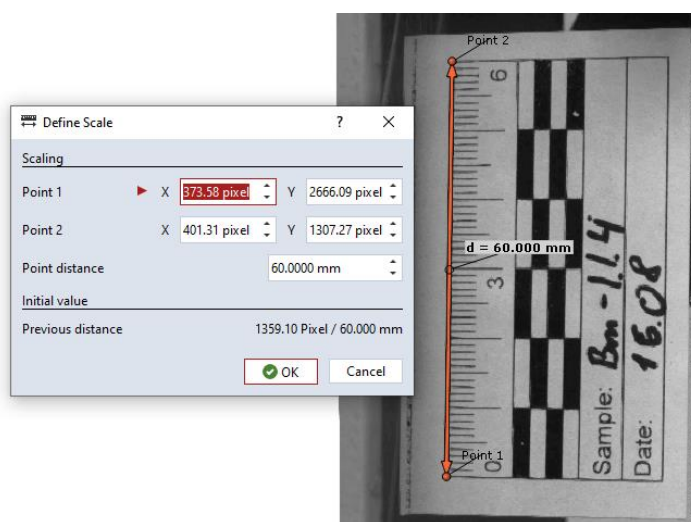 Define Scale
?
Scaling
Point 1 X 373.58 pixel Y 2666.09 pixel
Point 2 X 401.31 pixel Y 1307.27 pixel
Point distance 60.0000 mm
Initial value
Previous distance 1359.10 Pixel / 60.000 mm
OK Cancel
Point 2
6
d = 60.000 mm
3
Point 1
0
Sample: Bm-1.1.4j
Date: 16.08